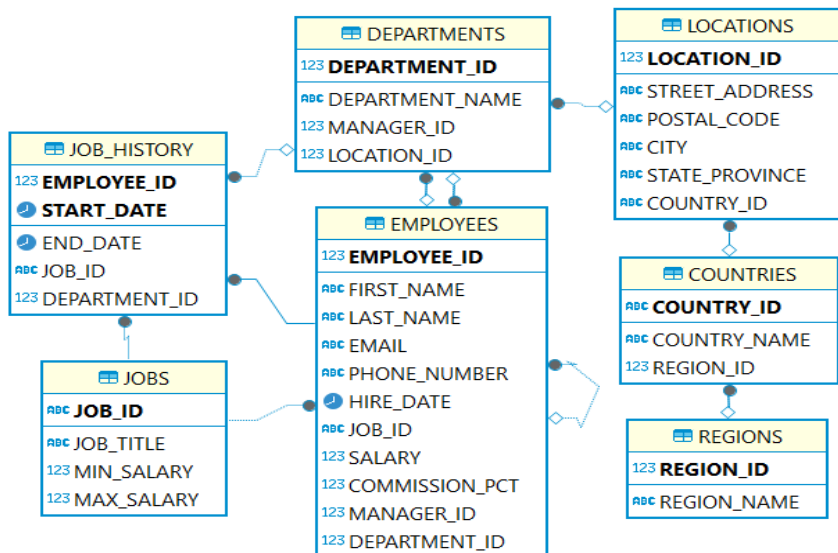 DEPARTMENTS
123 DEPARTMENT_ID
ABC DEPARTMENT_NAME
123 MANAGER_ID
123 LOCATION_ID
LOCATIONS
123 LOCATION_ID
ABC STREET_ADDRESS
ABC POSTAL_CODE
ABC CITY
ABC STATE_PROVINCE
ABC COUNTRY_ID
JOB_HISTORY
123 EMPLOYEE_ID
START_DATE
END_DATE
ABC JOB_ID
123 DEPARTMENT_ID
EMPLOYEES
123 EMPLOYEE_ID
ABC FIRST_NAME
ABC LAST_NAME
ABC EMAIL
ABC PHONE_NUMBER
HIRE_DATE
ABC JOB_ID
123 SALARY
123 COMMISSION_PCT
123 MANAGER_ID
123 DEPARTMENT_ID
COUNTRIES
ABC COUNTRY_ID
ABC COUNTRY_NAME
123 REGION_ID
JOBS
ABC JOB_ID
ABC JOB_TITLE
123 MIN_SALARY
123 MAX_SALARY
REGIONS
123 REGION_ID
ABC REGION_NAME